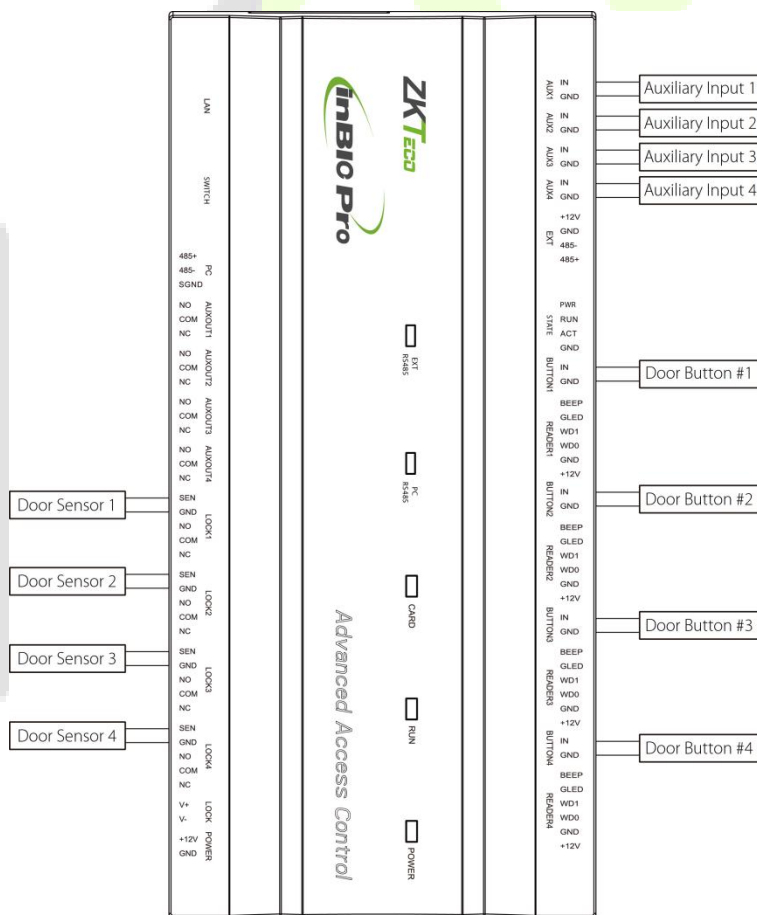 LAN
SWITCH
485+
485-
SGND
PC
NO
COM
NC
AUXOUT1
NO
COM
NC
AUXOUT2
NO
COM
NC
AUXOUT3
NO
COM
NC
AUXOUT4
Door Sensor 1
SEN
GND
NO
COM
NC
LOCK1
Door Sensor 2
SEN
GND
NO
COM
NC
LOCK2
Door Sensor 3
SEN
GND
NO
COM
NC
LOCK3
Door Sensor 4
SEN
GND
NO
COM
NC
LOCK4
V+
V-
LOCK
+12V
GND
POWER
ZKTECO
inBIO Pro
EXT
RS485
PC
RS485
CARD
RUN
POWER
Advanced Access Control
AUX1
IN
GND
Auxiliary Input 1
AUX2
IN
GND
Auxiliary Input 2
AUX3
IN
GND
Auxiliary Input 3
AUX4
IN
GND
Auxiliary Input 4
EXT
+12V
GND
485-
485+
STATE
PWR
RUN
ACT
GND
BUTTON1
IN
GND
Door Button #1
READER1
BEEP
GLED
WD1
WD0
GND
+12V
BUTTON2
IN
GND
Door Button #2
READER2
BEEP
GLED
WD1
WD0
GND
+12V
BUTTON3
IN
GND
Door Button #3
READER3
BEEP
GLED
WD1
WD0
GND
+12V
BUTTON4
IN
GND
Door Button #4
READER4
BEEP
GLED
WD1
WD0
GND
+12V